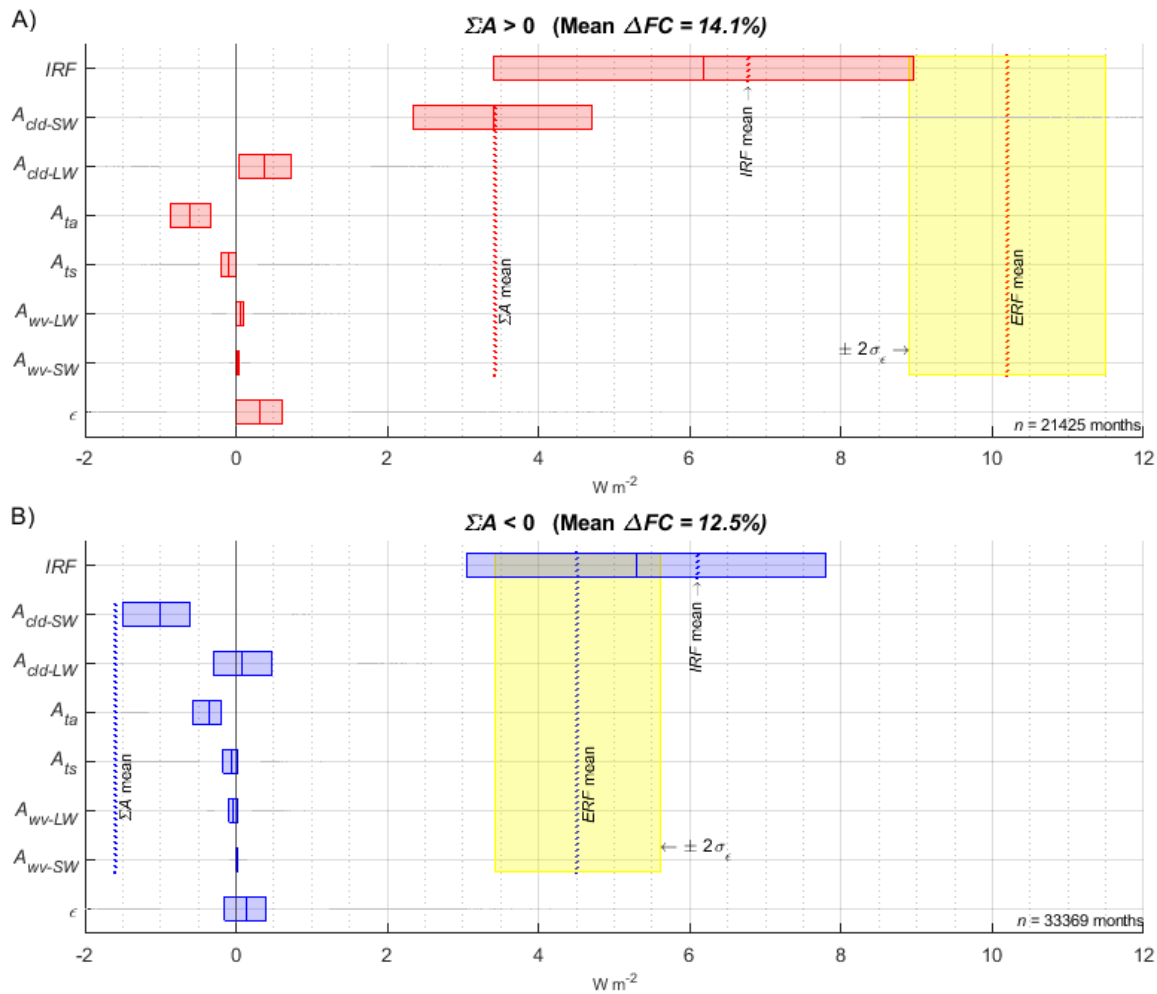 A)
ΣA > 0 (Mean ΔFC = 14.1%)
IRF
A_cld-SW
A_cld-LW
A_ta
A_ts
A_wv-LW
A_wv-SW
ϵ
IRF mean →
ΣA mean
ERF mean
± 2σ_ϵ →
n = 21425 months
-2 0 2 4 6 8 10 12
W m⁻²
B)
ΣA < 0 (Mean ΔFC = 12.5%)
IRF
A_cld-SW
A_cld-LW
A_ta
A_ts
A_wv-LW
A_wv-SW
ϵ
IRF mean →
ΣA mean
ERF mean
← ± 2σ_ϵ
n = 33369 months
-2 0 2 4 6 8 10 12
W m⁻²